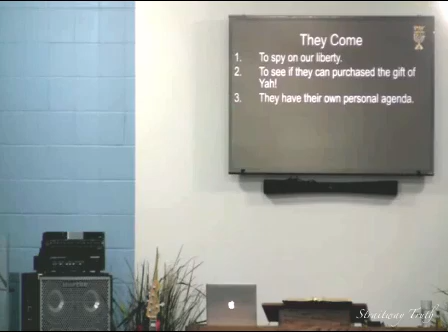 They Come
1. To spy on our liberty.
2. To see if they can purchased the gift of
Yah!
3. They have their own personal agenda.
Straitway Truth